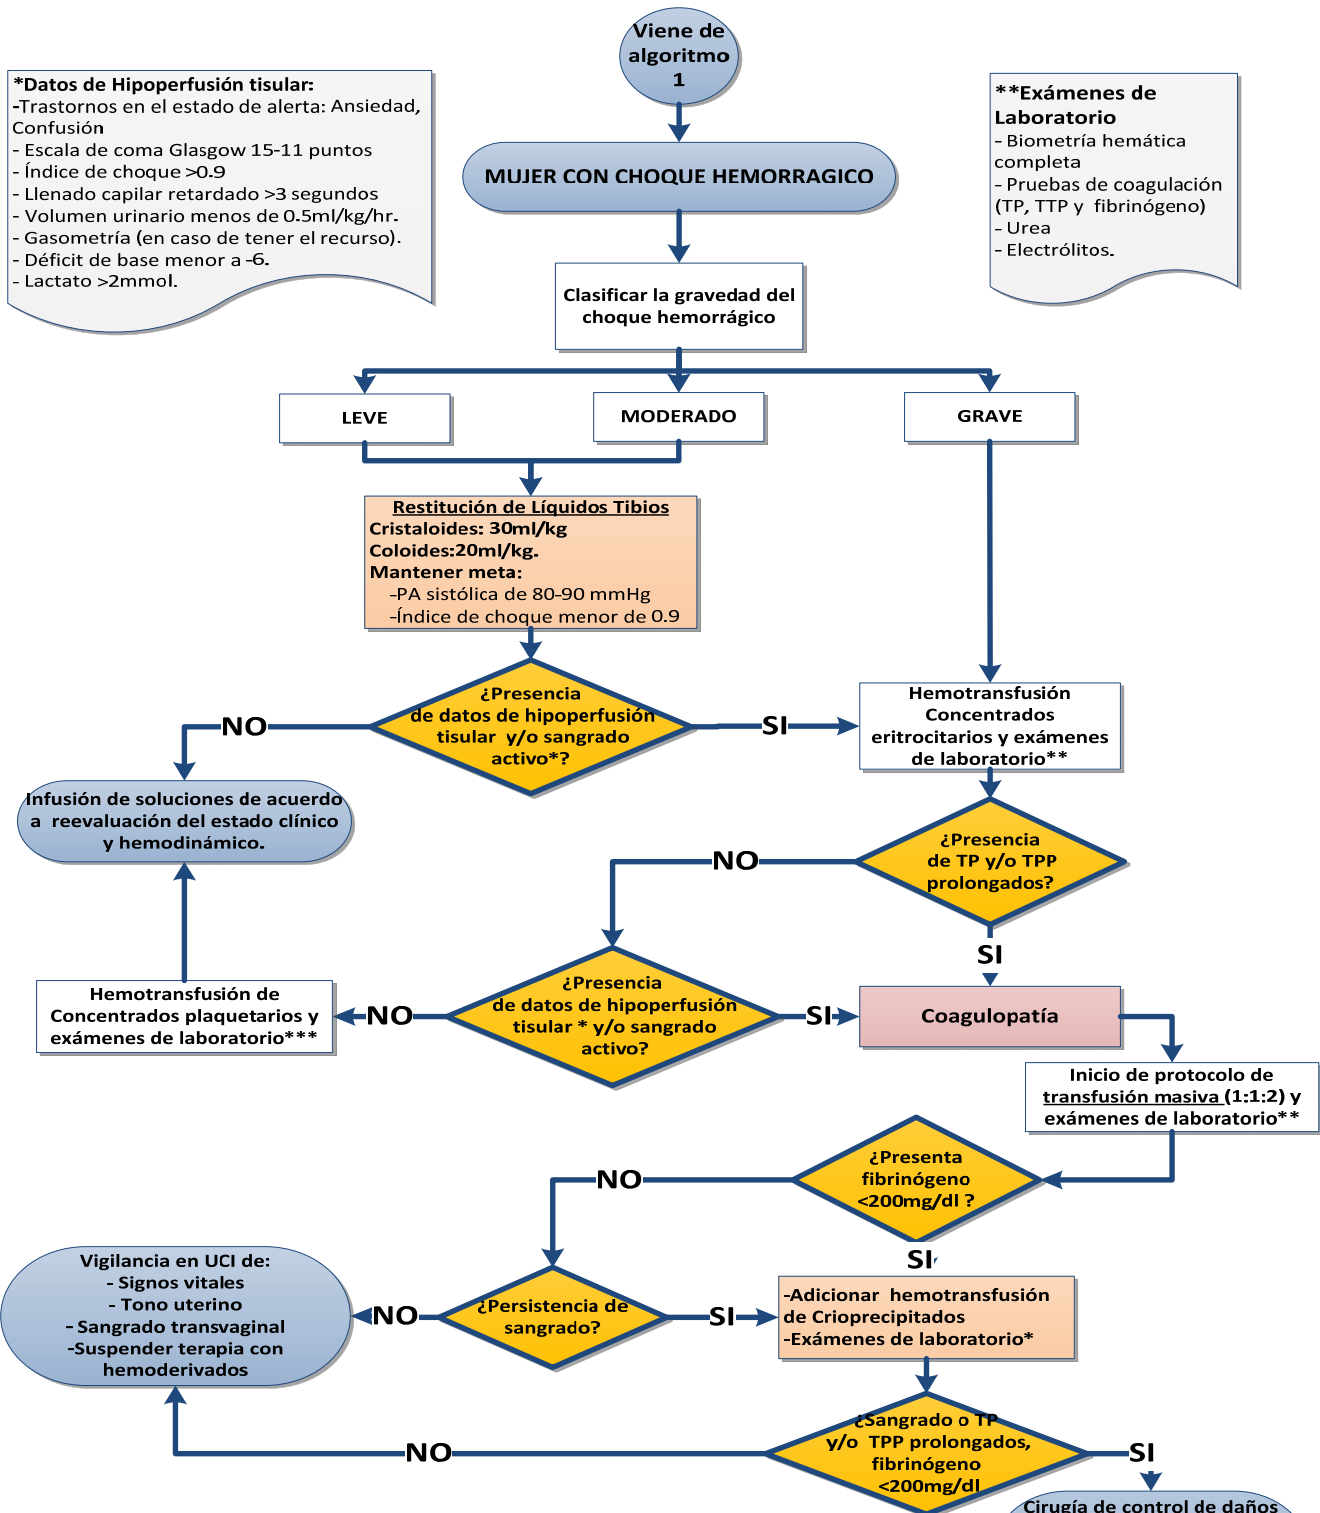 Viene de
algoritmo
1
*Datos de Hipoperfusión tisular:
-Trastornos en el estado de alerta: Ansiedad,
Confusión
- Escala de coma Glasgow 15-11 puntos
- Índice de choque >0.9
- Llenado capilar retardado >3 segundos
- Volumen urinario menos de 0.5ml/kg/hr.
- Gasometría (en caso de tener el recurso).
- Déficit de base menor a -6.
- Lactato >2mmol.
**Exámenes de
Laboratorio
- Biometría hemática
completa
- Pruebas de coagulación
(TP, TTP y fibrinógeno)
- Urea
- Electrólitos.
MUJER CON CHOQUE HEMORRAGICO
Clasificar la gravedad del
choque hemorrágico
LEVE
MODERADO
GRAVE
Restitución de Líquidos Tibios
Cristaloides: 30ml/kg
Coloides:20ml/kg.
Mantener meta:
-PA sistólica de 80-90 mmHg
-Índice de choque menor de 0.9
¿Presencia
de datos de hipoperfusión
tisular y/o sangrado
activo*?
NO
SI
Hemotransfusión
Concentrados
eritrocitarios y exámenes
de laboratorio**
Infusión de soluciones de acuerdo
a reevaluación del estado clínico
y hemodinámico.
¿Presencia
de TP y/o TPP
prolongados?
NO
SI
¿Presencia
de datos de hipoperfusión
tisular * y/o sangrado
activo?
NO
SI
Hemotransfusión de
Concentrados plaquetarios y
exámenes de laboratorio***
Coagulopatía
Inicio de protocolo de
transfusión masiva (1:1:2) y
exámenes de laboratorio**
¿Presenta
fibrinógeno
<200mg/dl ?
NO
SI
Vigilancia en UCI de:
- Signos vitales
- Tono uterino
- Sangrado transvaginal
-Suspender terapia con
hemoderivados
¿Persistencia de
sangrado?
NO
SI
-Adicionar hemotransfusión
de Crioprecipitados
-Exámenes de laboratorio*
¿Sangrado o TP
y/o TPP prolongados,
fibrinógeno
<200mg/dl
NO
SI
Cirugía de control de daños